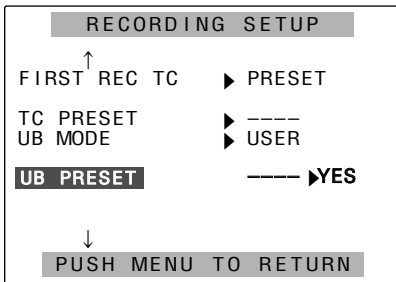 RECORDING SETUP
↑
FIRST REC TC ▶ PRESET
TC PRESET ▶ ----
UB MODE ▶ USER
UB PRESET ---- ▶YES
↓
PUSH MENU TO RETURN